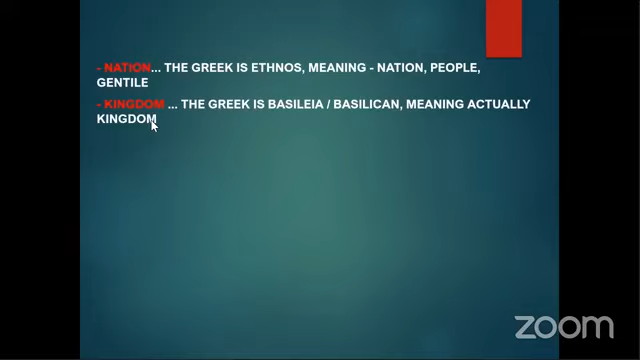 - NATION... THE GREEK IS ETHNOS, MEANING - NATION, PEOPLE,
GENTILE
- KINGDOM ... THE GREEK IS BASILEIA / BASILICAN, MEANING ACTUALLY
KINGDOM
zoom